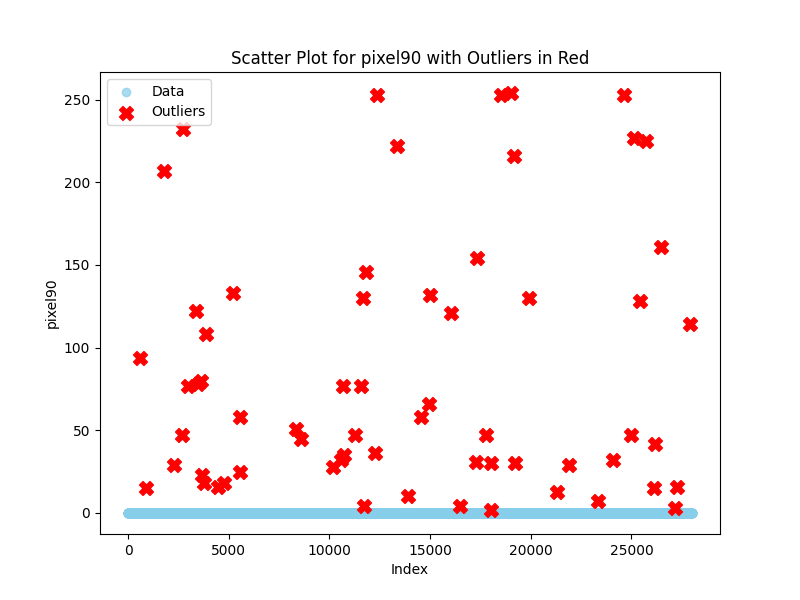 Scatter Plot for pixel90 with Outliers in Red
Data
Outliers
250
200
150
100
50
0
pixel90
0 5000 10000 15000 20000 25000
Index